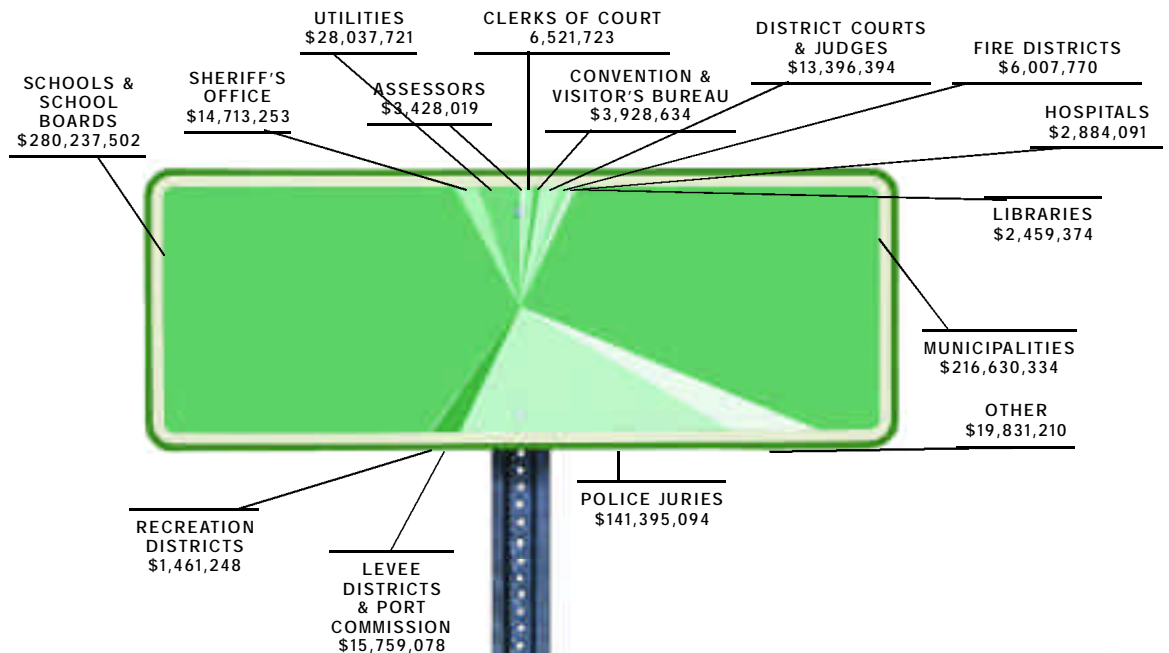 SCHOOLS &
SCHOOL
BOARDS
$280,237,502
SHERIFF'S
OFFICE
$14,713,253
UTILITIES
$28,037,721
ASSESSORS
$3,428,019
CLERKS OF COURT
6,521,723
CONVENTION &
VISITOR'S BUREAU
$3,928,634
DISTRICT COURTS
& JUDGES
$13,396,394
FIRE DISTRICTS
$6,007,770
HOSPITALS
$2,884,091
LIBRARIES
$2,459,374
MUNICIPALITIES
$216,630,334
OTHER
$19,831,210
POLICE JURIES
$141,395,094
LEVEE
DISTRICTS
& PORT
COMMISSION
$15,759,078
RECREATION
DISTRICTS
$1,461,248